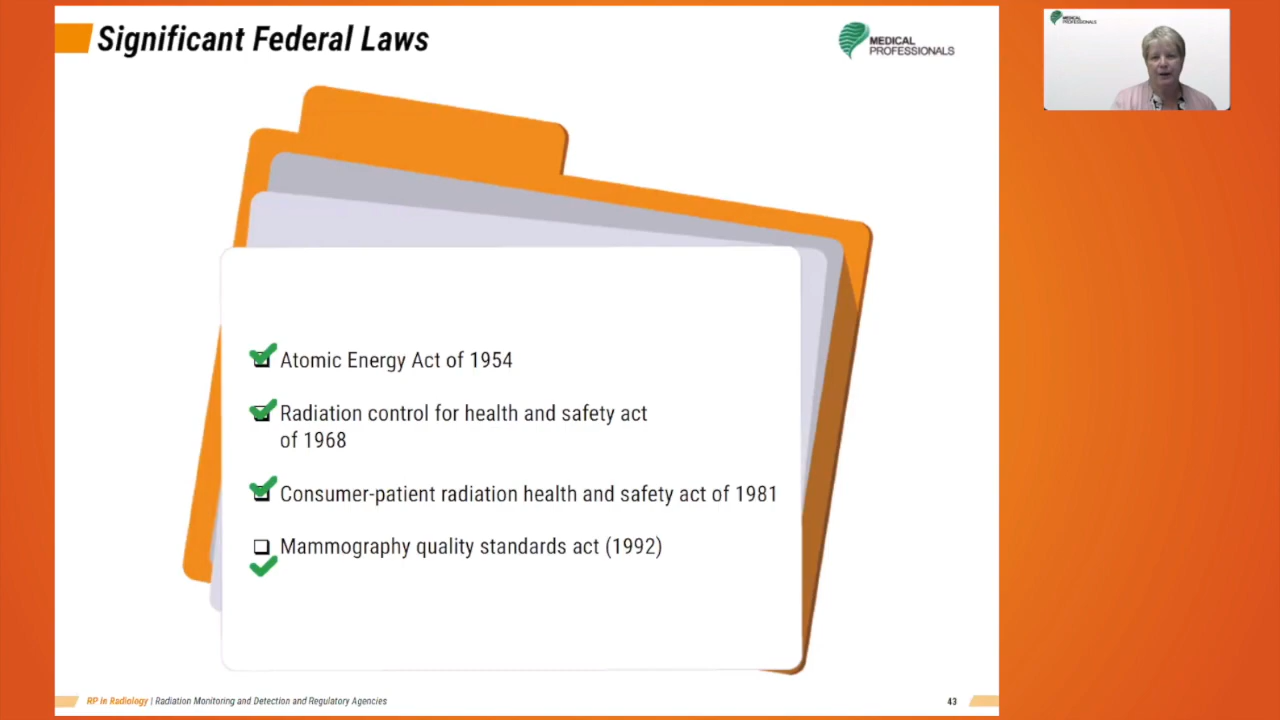 Significant Federal Laws
MEDICAL
PROFESSIONALS
MEDICAL
PROFESSIONALS
Atomic Energy Act of 1954
Radiation control for health and safety act
of 1968
Consumer-patient radiation health and safety act of 1981
Mammography quality standards act (1992)
RP in Radiology | Radiation Monitoring and Detection and Regulatory Agencies
43